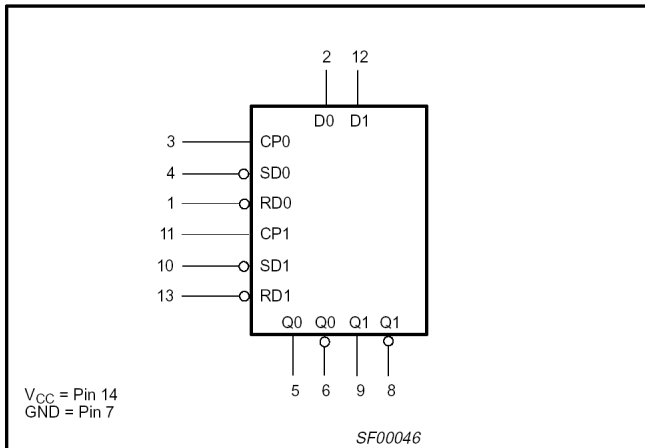 2 12
D0 D1
3 CP0
4 SD0
1 RD0
11 CP1
10 SD1
13 RD1
Q0 Q0 Q1 Q1
5 6 9 8
VCC = Pin 14
GND = Pin 7
SF00046